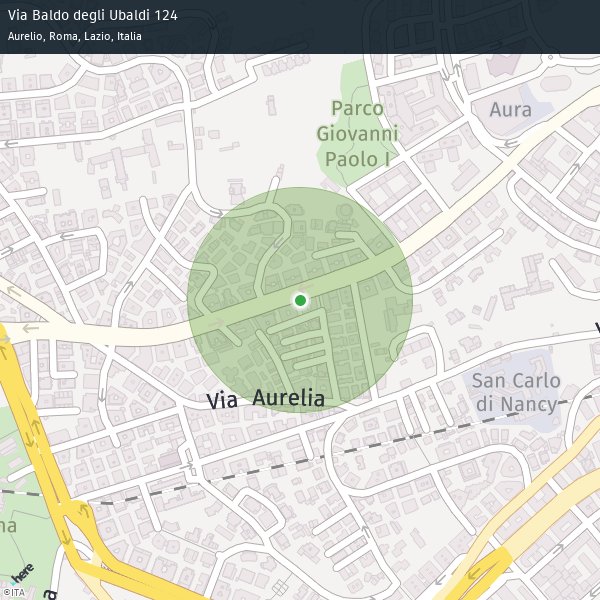 Via Baldo degli Ubaldi 124
Aurelio, Roma, Lazio, Italia
Parco
Giovanni
Paolo I
Aura
San Carlo
di Nancy
Via Aurelia
here
©ITA